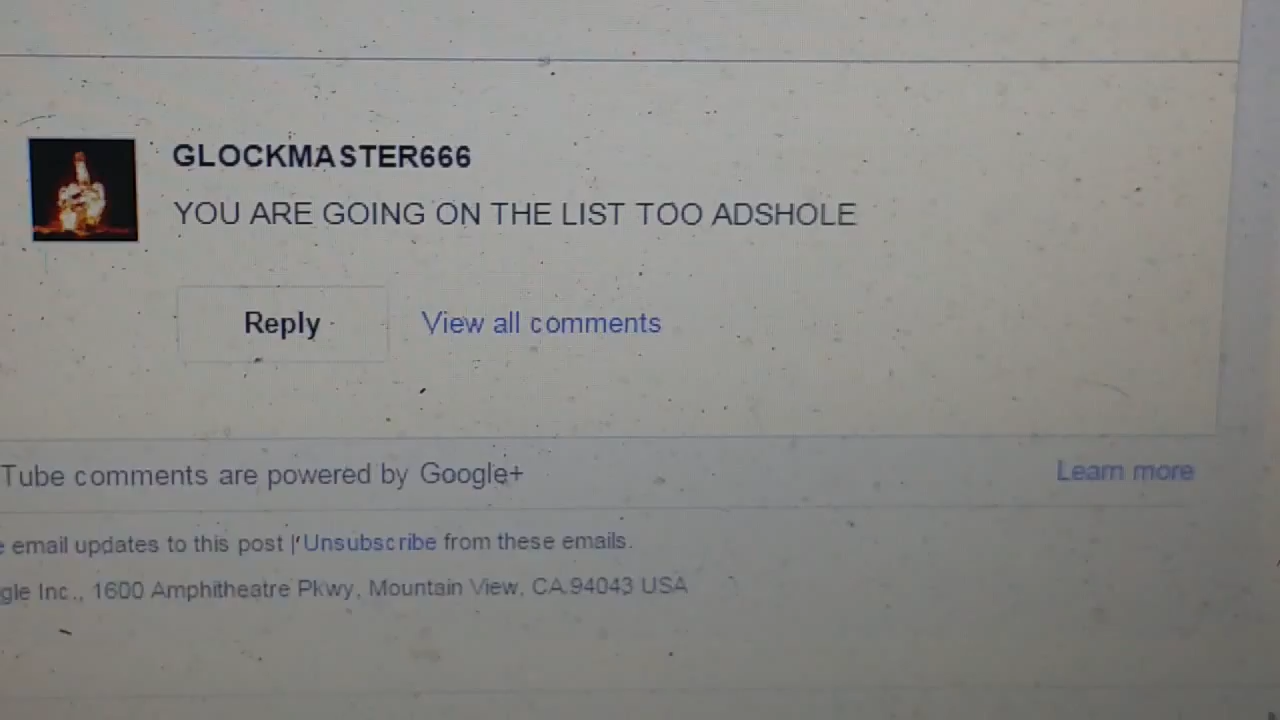 GLOCKMASTER666
YOU ARE GOING ON THE LIST TOO ADSHOLE
Reply
View all comments
Tube comments are powered by Google+
Learn more
e email updates to this post | Unsubscribe from these emails.
gle Inc., 1600 Amphitheatre Pkwy, Mountain View, CA 94043 USA